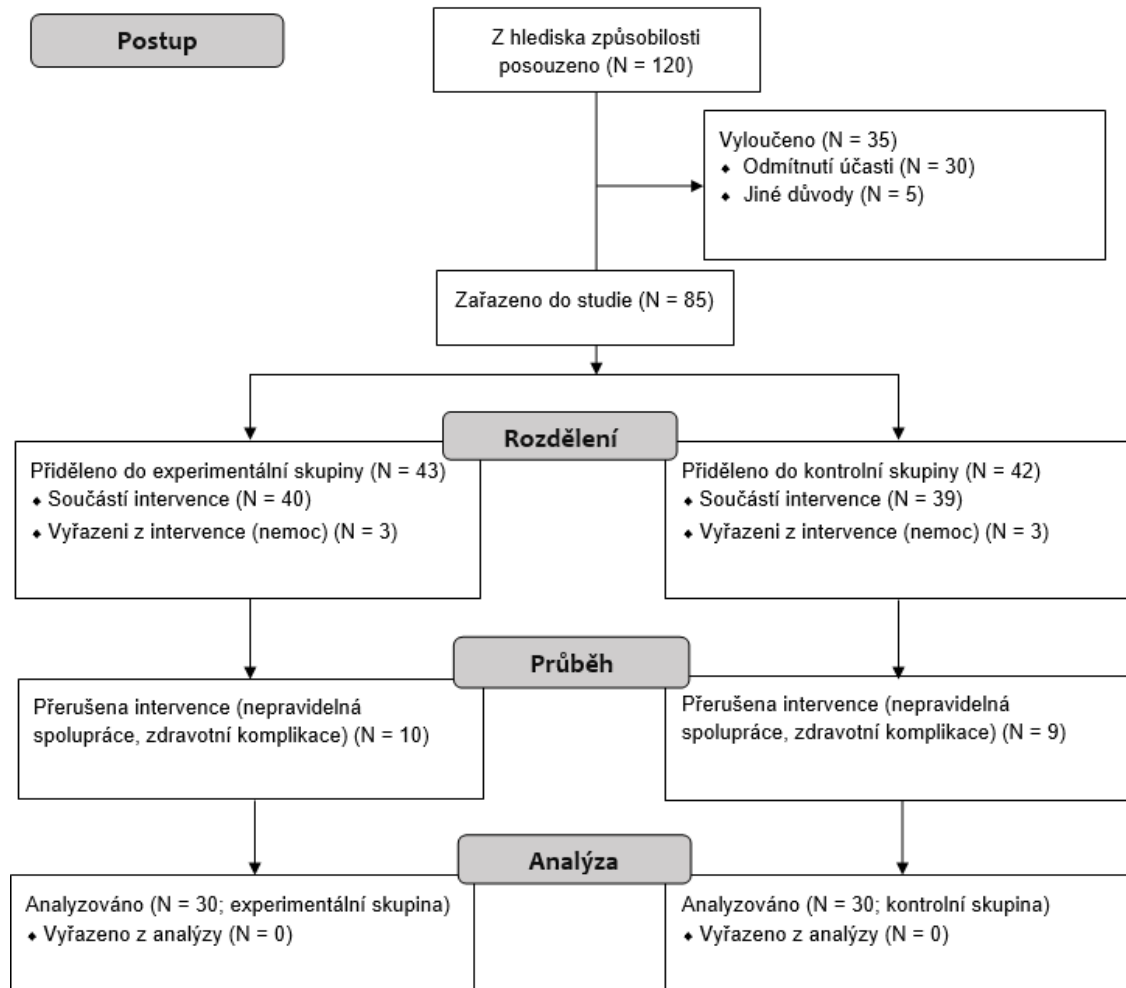 Postup
Z hlediska způsobilosti
posouzeno (N = 120)
Vyloučeno (N = 35)
⬥ Odmítnutí účasti (N = 30)
⬥ Jiné důvody (N = 5)
Zařazeno do studie (N = 85)
Rozdělení
Přiděleno do experimentální skupiny (N = 43)
⬥ Součástí intervence (N = 40)
⬥ Vyřazeni z intervence (nemoc) (N = 3)
Přiděleno do kontrolní skupiny (N = 42)
⬥ Součástí intervence (N = 39)
⬥ Vyřazeni z intervence (nemoc) (N = 3)
Průběh
Přerušena intervence (nepravidelná
spolupráce, zdravotní komplikace) (N = 10)
Přerušena intervence (nepravidelná
spolupráce, zdravotní komplikace) (N = 9)
Analýza
Analyzováno (N = 30; experimentální skupina)
⬥ Vyřazeno z analýzy (N = 0)
Analyzováno (N = 30; kontrolní skupina)
⬥ Vyřazeno z analýzy (N = 0)